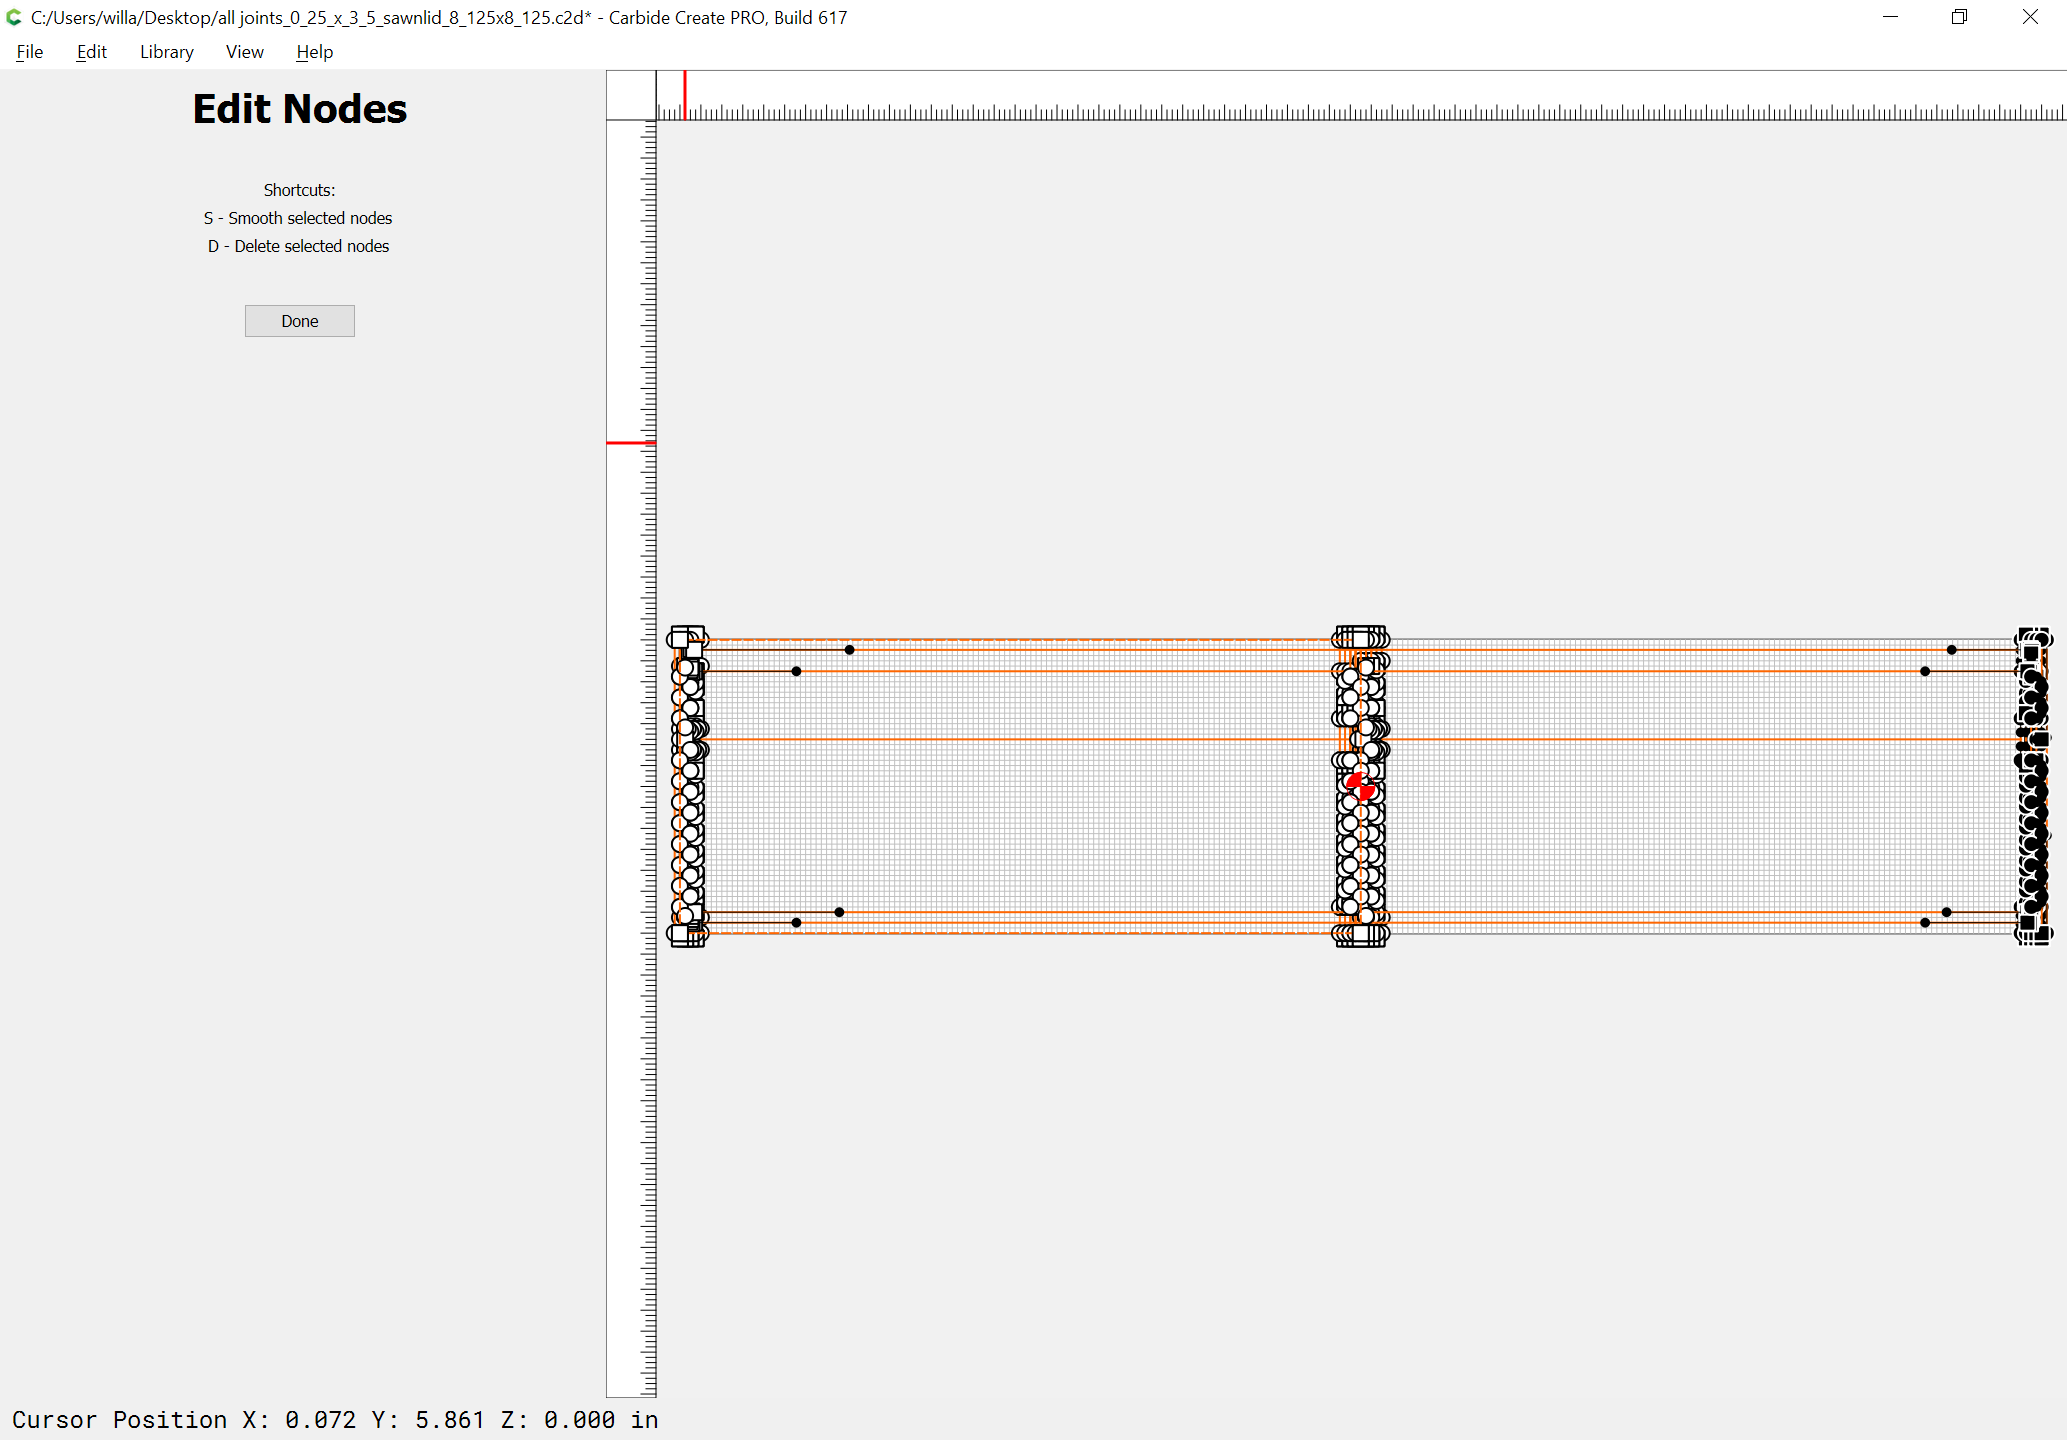 C:/Users/willa/Desktop/all joints_0_25_x_3_5_sawnlid_8_125x8_125.c2d* - Carbide Create PRO, Build 617
File Edit Library View Help
Edit Nodes
Shortcuts:
S - Smooth selected nodes
D - Delete selected nodes
Done
Cursor Position X: 0.072 Y: 5.861 Z: 0.000 in